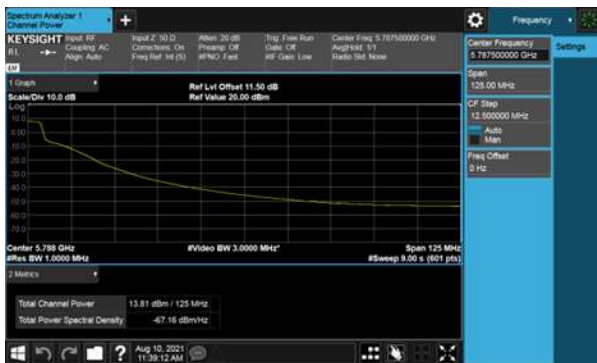 Spectrum Analyzer 1
Channel Power
+
Frequency
KEYSIGHT
Input: RF
Coupling: AC
Align: Auto
Input Z: 50 Ω
Corrections: On
Freq Ref: Int (S)
Atten: 20 dB
Preamp: Off
#PNO: Fast
Trig: Free Run
Gate: Off
#IF Gain: Low
Center Freq: 5.787500000 GHz
Avg|Hold: 1/1
Radio Std: None
RL
LW
Center Frequency
5.787500000 GHz
Settings
Span
125.00 MHz
CF Step
12.500000 MHz
Auto
Man
Freq Offset
0 Hz
1 Graph
Scale/Div 10.0 dB
Ref Lvl Offset 11.50 dB
Ref Value 20.00 dBm
Log
10.0
0.00
-10.0
-20.0
-30.0
-40.0
-50.0
-60.0
-70.0
Center 5.788 GHz
#Res BW 1.0000 MHz
#Video BW 3.0000 MHz*
Span 125 MHz
#Sweep 9.00 s (601 pts)
2 Metrics
Total Channel Power 13.81 dBm / 125 MHz
Total Power Spectral Density -67.16 dBm/Hz
?
Aug 10, 2021
11:39:12 AM